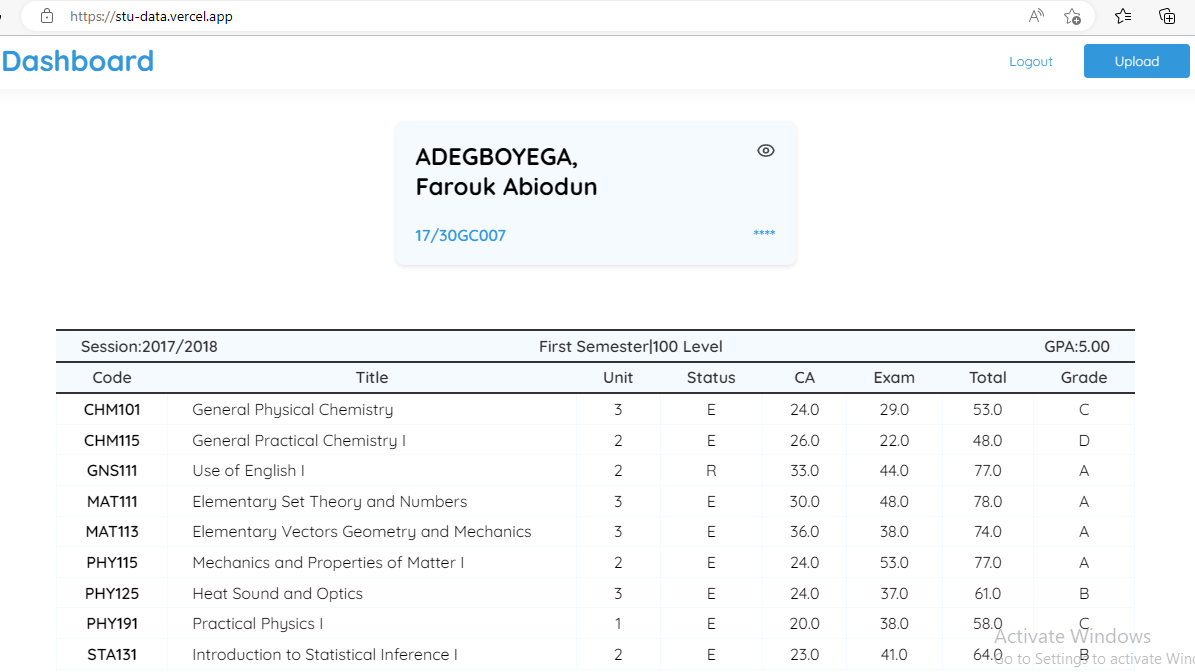 https://stu-data.vercel.app
Dashboard
Logout
Upload
ADEGBOYEGA,
Farouk Abiodun
17/30GC007 ****
Session:2017/2018 First Semester|100 Level GPA:5.00
Code Title Unit Status CA Exam Total Grade
CHM101 General Physical Chemistry 3 E 24.0 29.0 53.0 C
CHM115 General Practical Chemistry I 2 E 26.0 22.0 48.0 D
GNS111 Use of English I 2 R 33.0 44.0 77.0 A
MAT111 Elementary Set Theory and Numbers 3 E 30.0 48.0 78.0 A
MAT113 Elementary Vectors Geometry and Mechanics 3 E 36.0 38.0 74.0 A
PHY115 Mechanics and Properties of Matter I 2 E 24.0 53.0 77.0 A
PHY125 Heat Sound and Optics 3 E 24.0 37.0 61.0 B
PHY191 Practical Physics I 1 E 20.0 38.0 58.0 C
Activate Windows
STA131 Introduction to Statistical Inference I 2 E 23.0 41.0 64.0 B
Go to Settings to activate Win